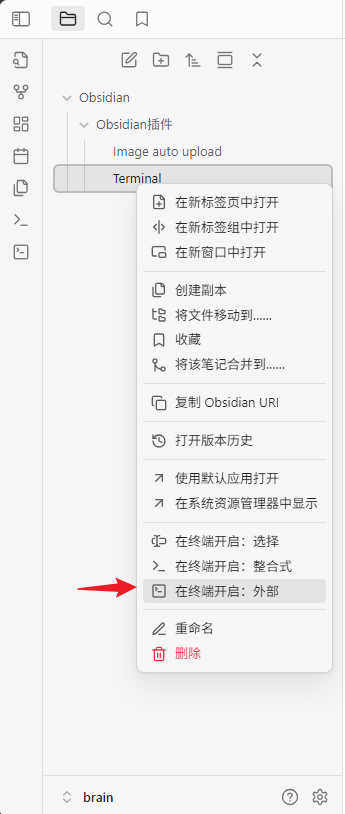 Obsidian
Obsidian插件
Image auto upload
Terminal
在新标签页中打开
在新标签组中打开
在新窗口中打开
创建副本
将文件移动到......
收藏
将该笔记合并到......
复制 Obsidian URI
打开版本历史
使用默认应用打开
在系统资源管理器中显示
在终端开启：选择
在终端开启：整合式
在终端开启：外部
重命名
删除
brain